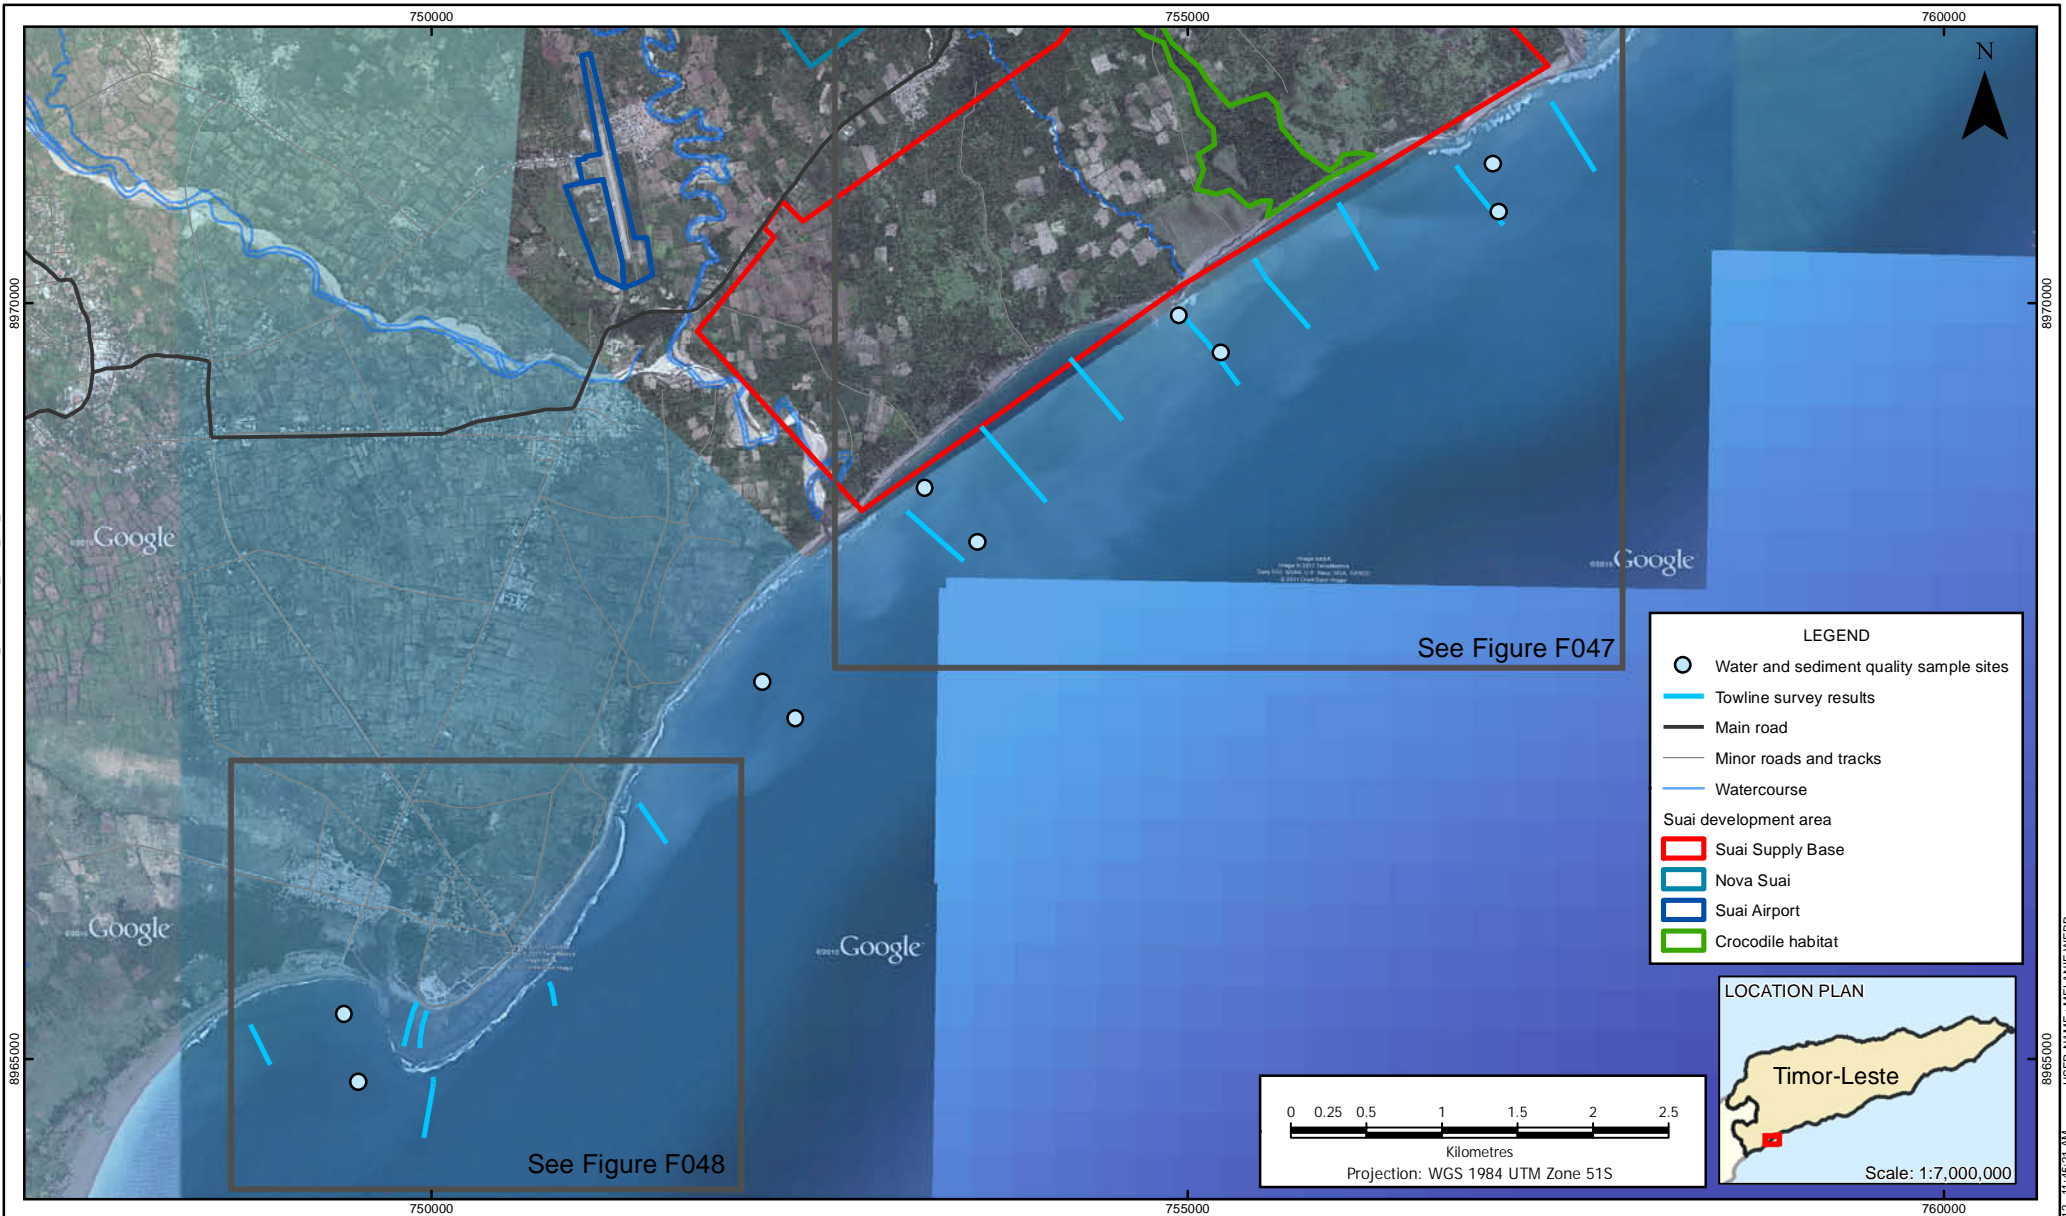 750000
755000
760000
N
8970000
8970000
Google
©2010 Google
See Figure F047
LEGEND
Water and sediment quality sample sites
Towline survey results
Main road
Minor roads and tracks
Watercourse
Suai development area
Suai Supply Base
Nova Suai
Suai Airport
Crocodile habitat
Google
©2010 Google
8965000
8965000
LOCATION PLAN
Timor-Leste
Scale: 1:7,000,000
0 0.25 0.5 1 1.5 2 2.5
Kilometres
Projection: WGS 1984 UTM Zone 51S
See Figure F048
750000
755000
760000